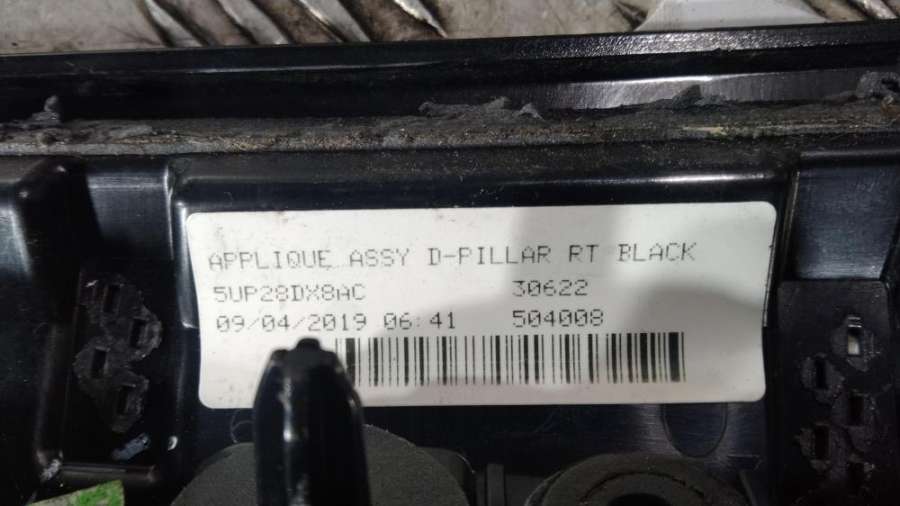 APPLIQUE ASSY D-PILLAR RT BLACK
5UP28DX8AC 30622
09/04/2019 06:41 504008